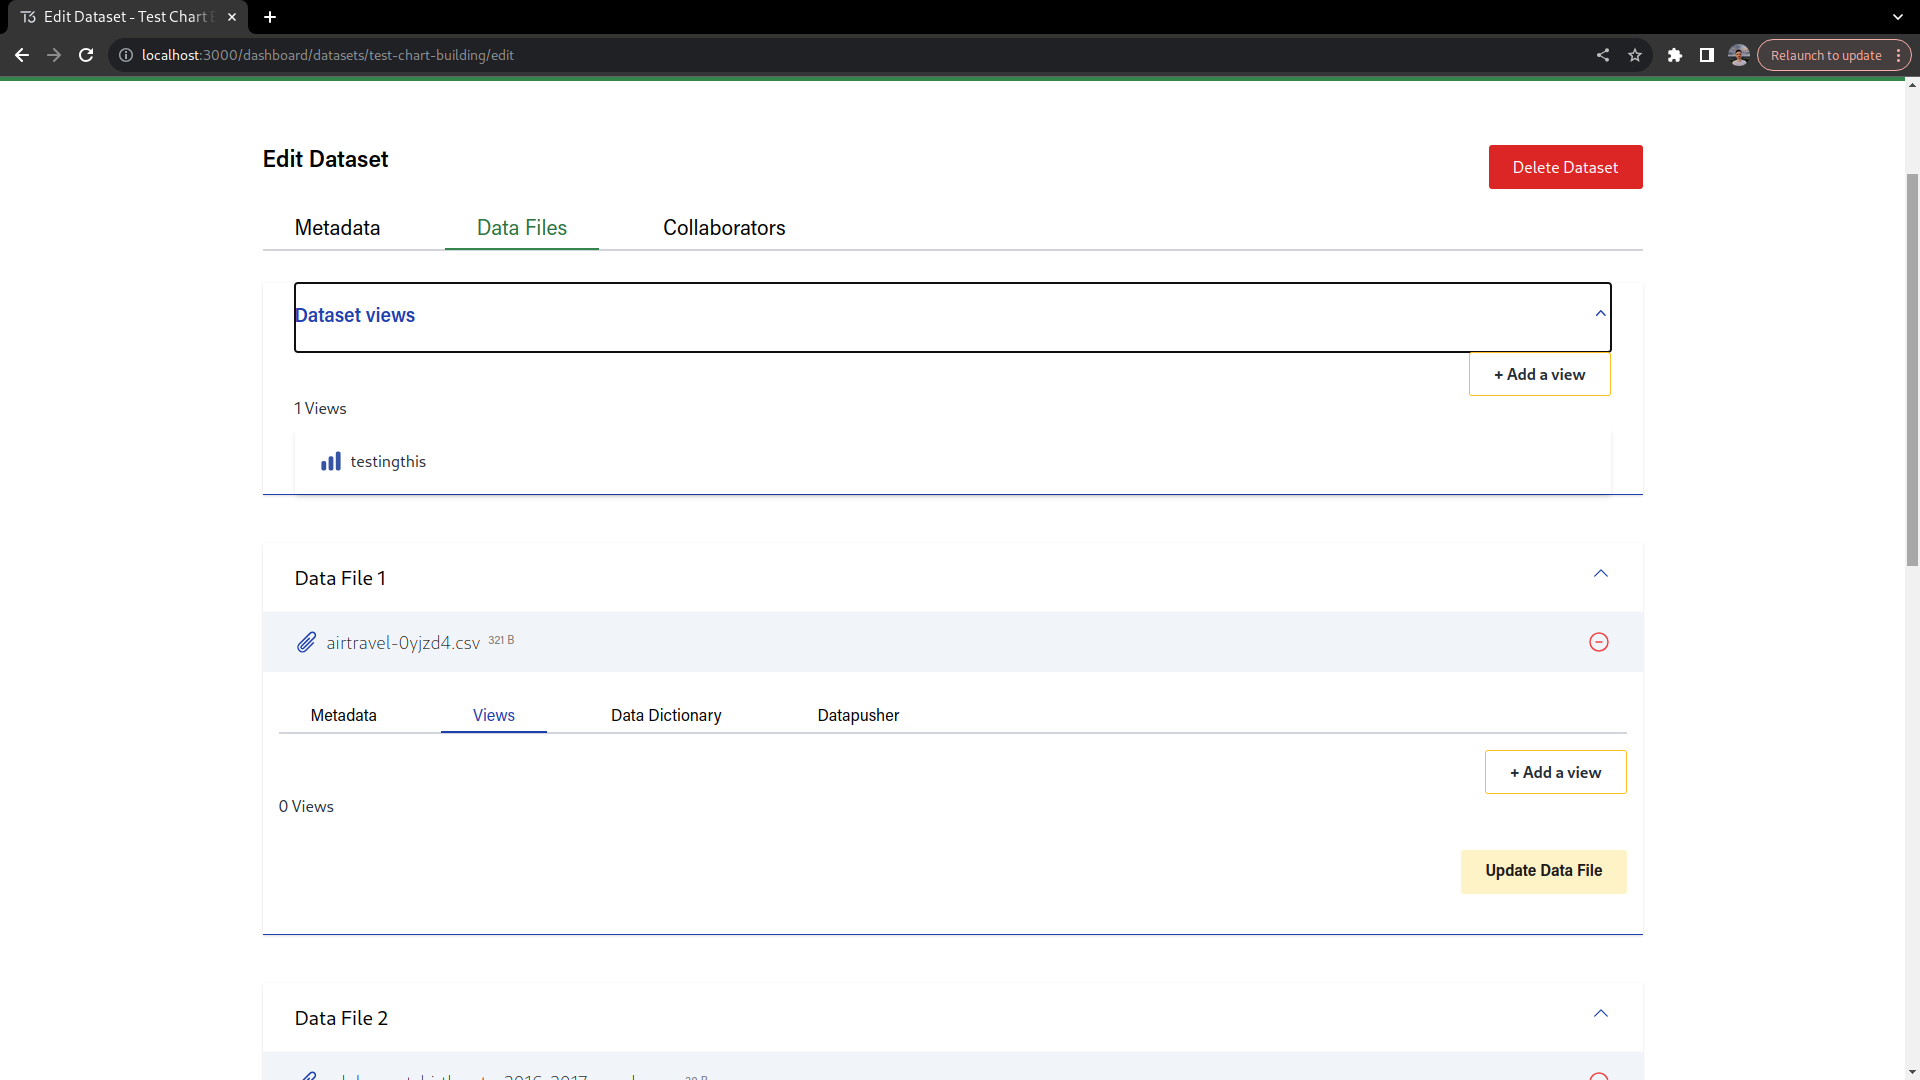 Edit Dataset - Test Chart
localhost:3000/dashboard/datasets/test-chart-building/edit
Relaunch to update
Edit Dataset
Delete Dataset
Metadata
Data Files
Collaborators
Dataset views
+ Add a view
1 Views
testingthis
Data File 1
airtravel-0yjzd4.csv 321 B
Metadata
Views
Data Dictionary
Datapusher
+ Add a view
0 Views
Update Data File
Data File 2